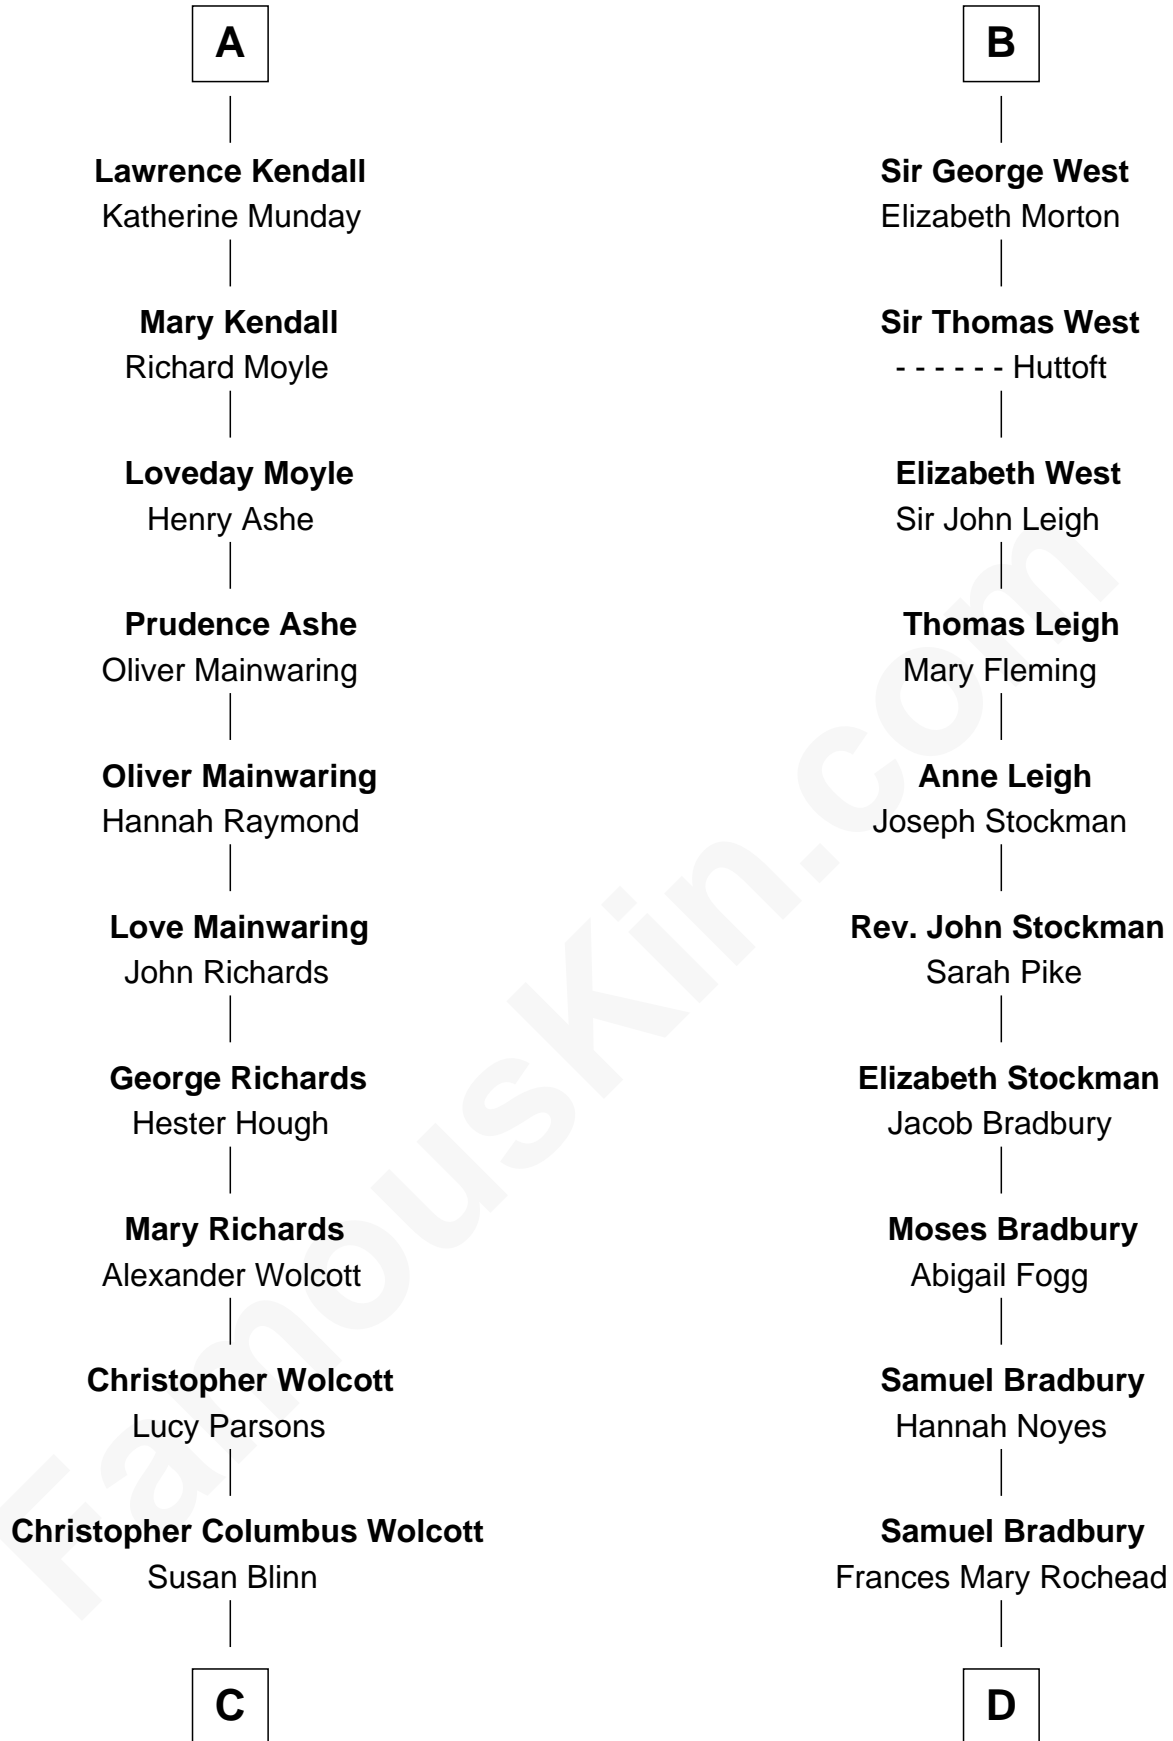 A
Lawrence Kendall
Katherine Munday
Mary Kendall
Richard Moyle
Loveday Moyle
Henry Ashe
Prudence Ashe
Oliver Mainwaring
Oliver Mainwaring
Hannah Raymond
Love Mainwaring
John Richards
George Richards
Hester Hough
Mary Richards
Alexander Wolcott
Christopher Wolcott
Lucy Parsons
Christopher Columbus Wolcott
Susan Blinn
C
B
Sir George West
Elizabeth Morton
Sir Thomas West
- - - - - - Huttoft
Elizabeth West
Sir John Leigh
Thomas Leigh
Mary Fleming
Anne Leigh
Joseph Stockman
Rev. John Stockman
Sarah Pike
Elizabeth Stockman
Jacob Bradbury
Moses Bradbury
Abigail Fogg
Samuel Bradbury
Hannah Noyes
Samuel Bradbury
Frances Mary Rochead
D
FamousKin.com